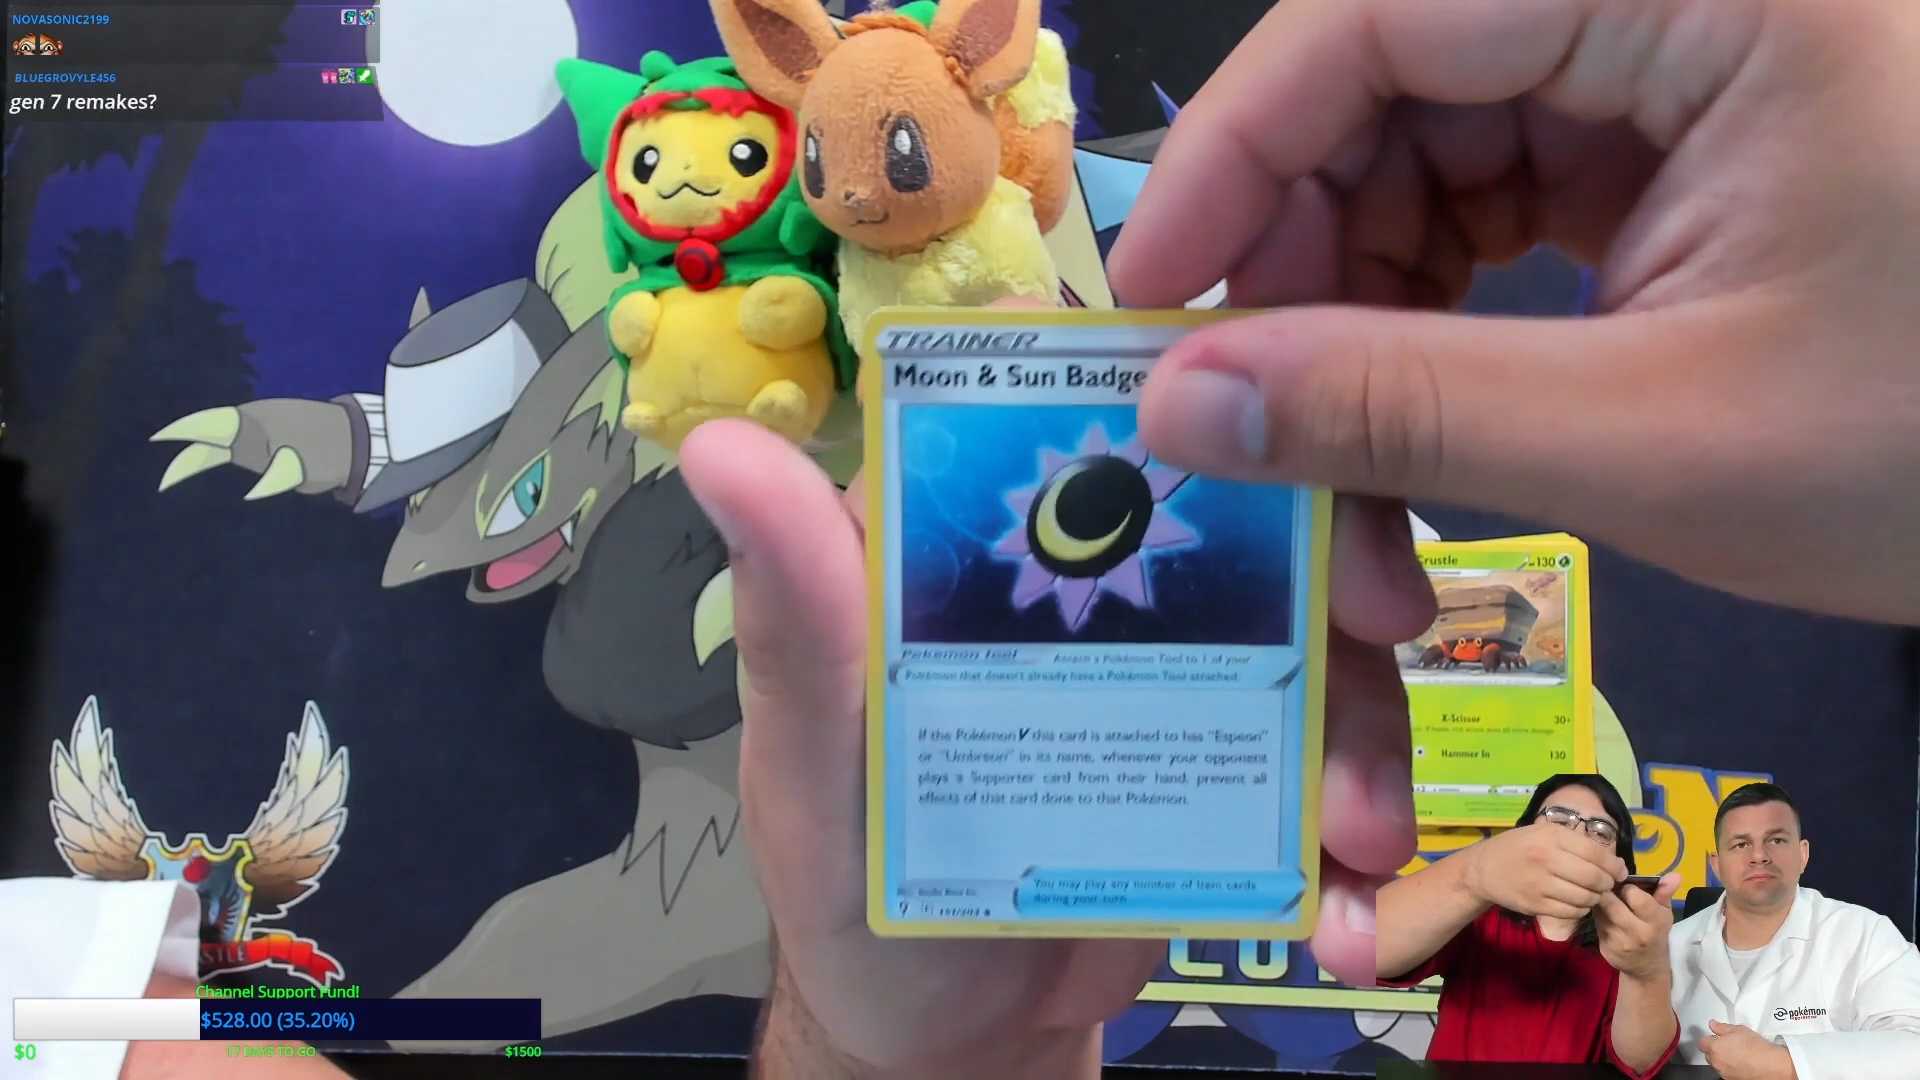 NOVASONIC2199
BLUEGROVYLE456
gen 7 remakes?
TRAINER
Moon & Sun Badge
Pokémon Tool
Attach a Pokémon Tool to 1 of your
Pokémon that doesn't already have a Pokémon Tool attached.
If the Pokémon V this card is attached to has "Espeon"
or "Umbreon" in its name, whenever your opponent
plays a Supporter card from their hand, prevent all
effects of that card done to that Pokémon.
You may play any number of Item cards
during your turn.
Crustle 130
X-Scissor 30+
Hammer In 130
pokémon
Channel Support Fund!
$528.00 (35.20%)
$0 17 DAYS TO GO $1500